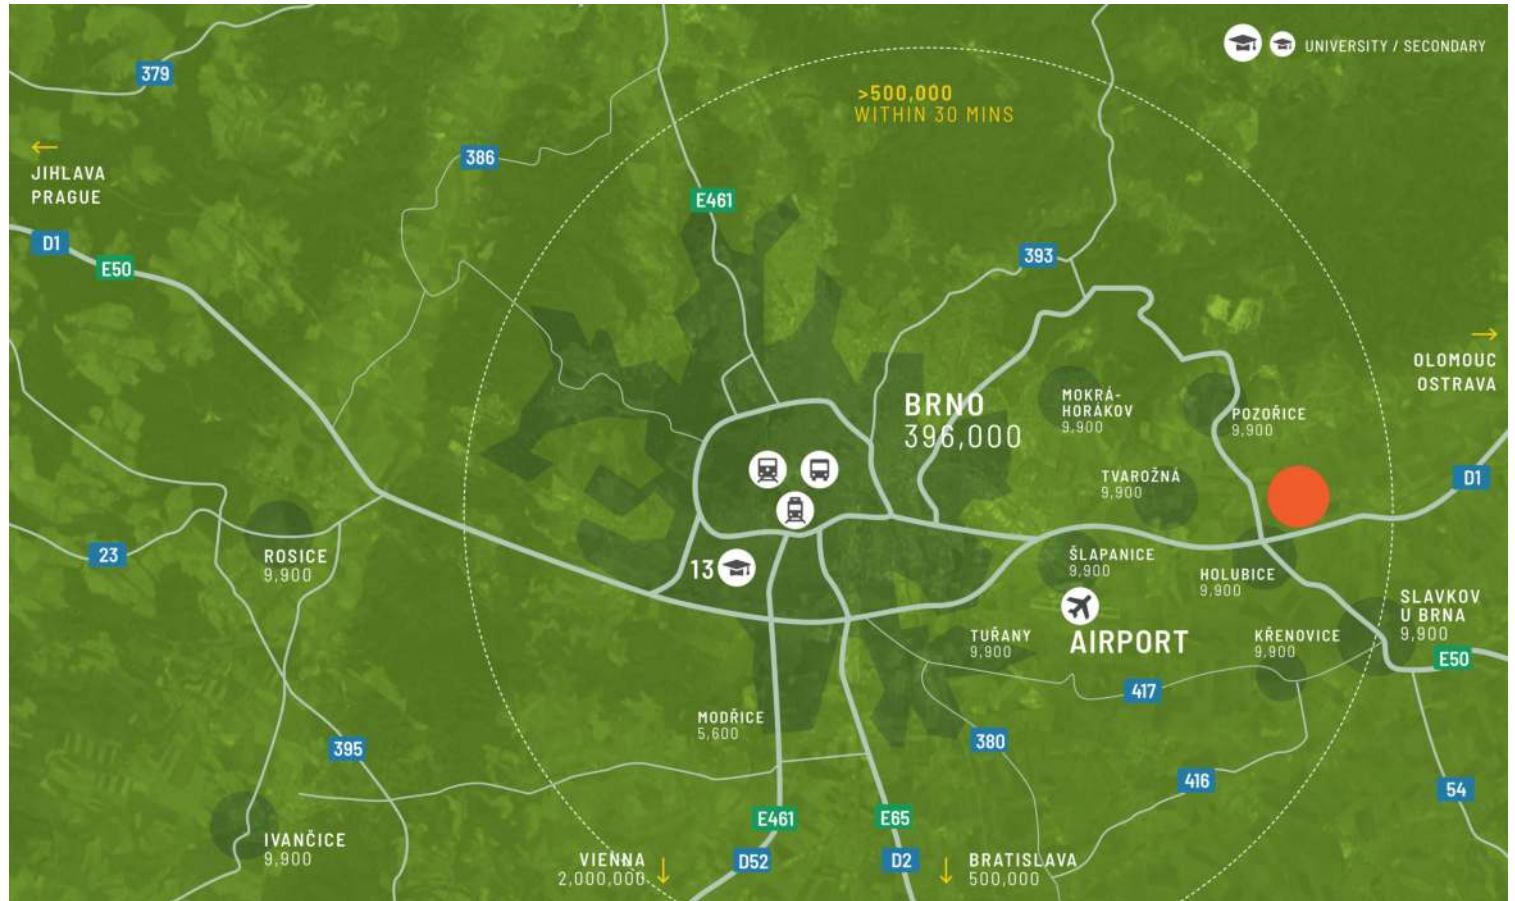 UNIVERSITY / SECONDARY
379
>500,000
WITHIN 30 MINS
JIHLAVA
PRAGUE
386
E461
D1
E50
393
OLOMOUC
OSTRAVA
BRNO
396,000
MOKRÁ-
HORÁKOV
9,900
POZOŘICE
9,900
TVAROŽNÁ
9,900
D1
23
ROSICE
9,900
13
ŠLAPANICE
9,900
HOLUBICE
9,900
SLAVKOV
U BRNA
9,900
TUŘANY
9,900
AIRPORT
KŘENOVICE
9,900
E50
417
MODŘICE
5,600
395
380
416
54
E461
E65
IVANČICE
9,900
VIENNA
2,000,000
D52
D2
BRATISLAVA
500,000